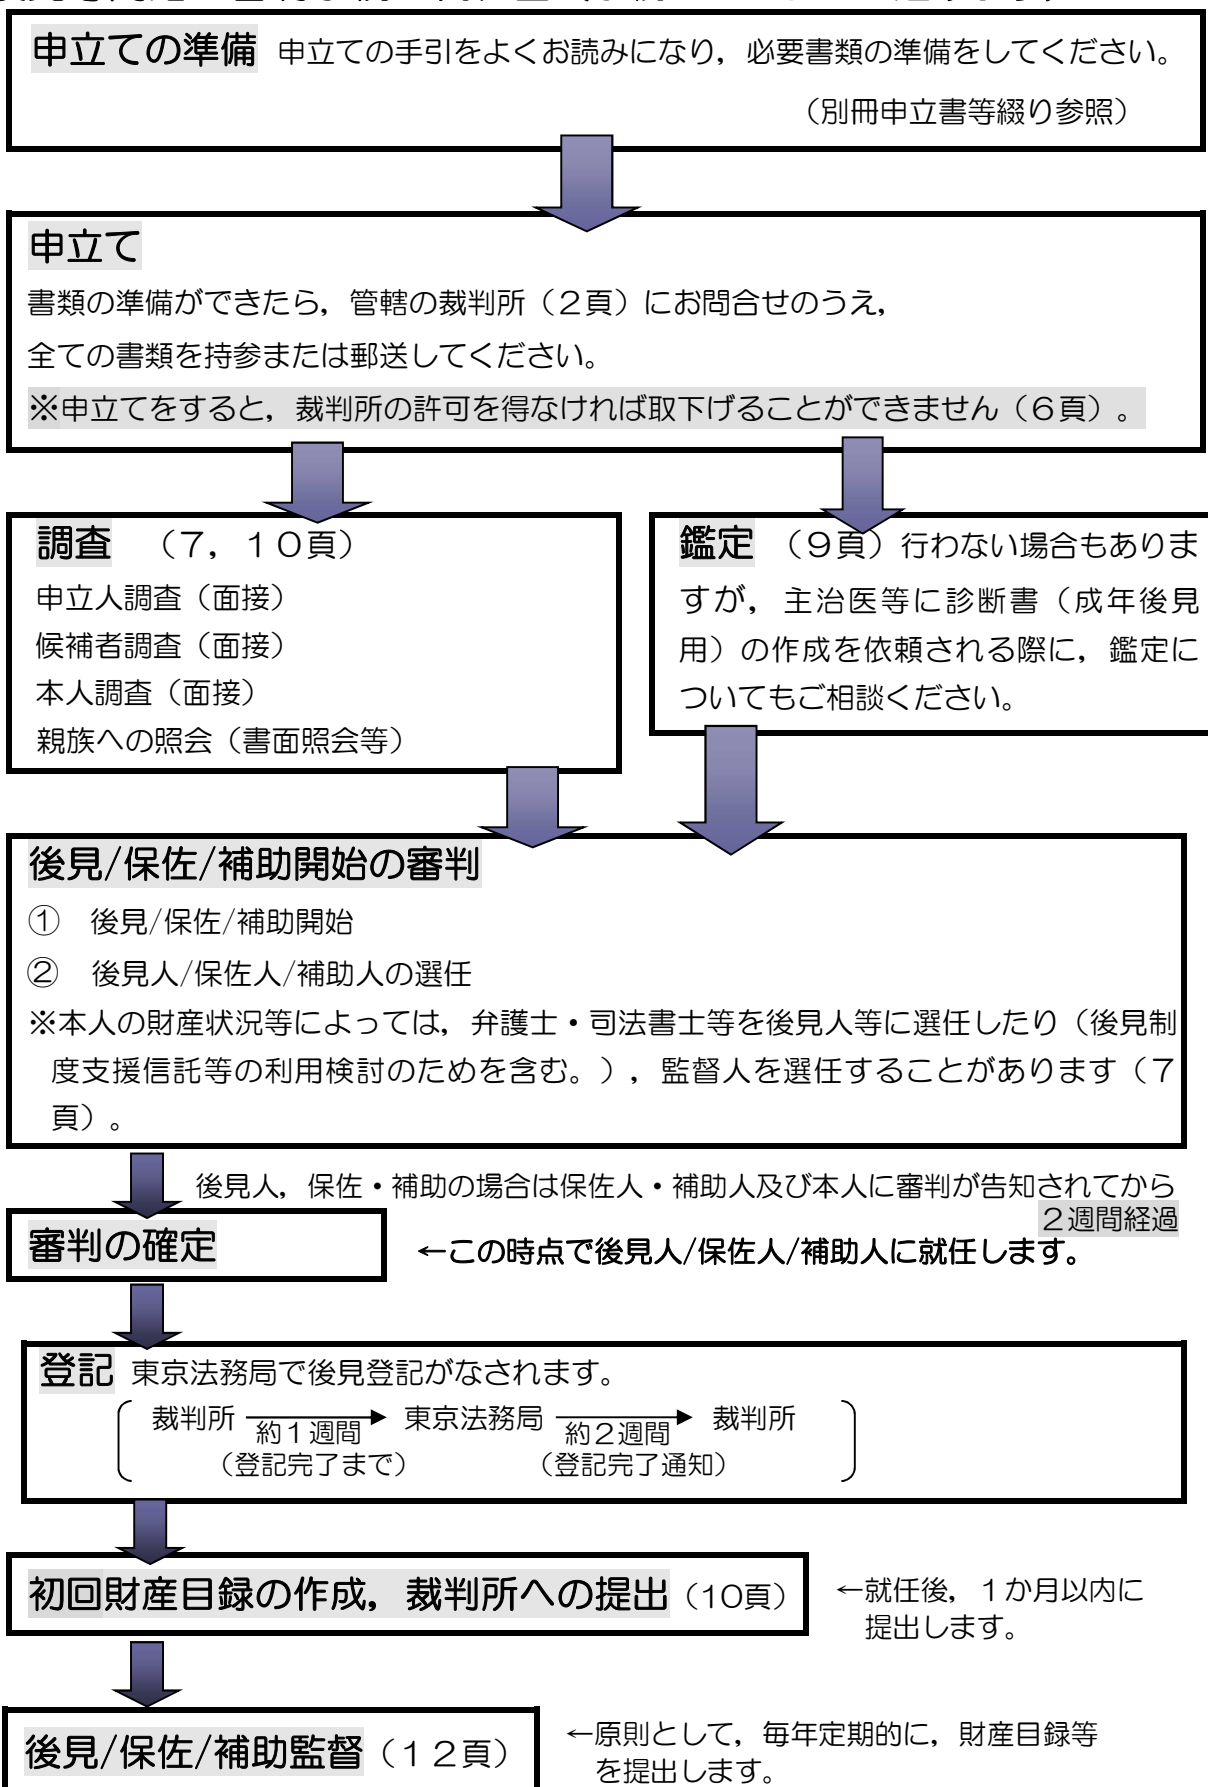 申立ての準備 申立ての手引をよくお読みになり，必要書類の準備をしてください。
（別冊申立書等綴り参照）
申立て
書類の準備ができたら，管轄の裁判所（２頁）にお問合せのうえ，
全ての書類を持参または郵送してください。
※申立てをすると，裁判所の許可を得なければ取下げることができません（６頁）。
調査 （７，１０頁）
申立人調査（面接）
候補者調査（面接）
本人調査（面接）
親族への照会（書面照会等）
鑑定 （９頁）行わない場合もありま
すが，主治医等に診断書（成年後見
用）の作成を依頼される際に，鑑定に
ついてもご相談ください。
後見/保佐/補助開始の審判
① 後見/保佐/補助開始
② 後見人/保佐人/補助人の選任
※本人の財産状況等によっては，弁護士・司法書士等を後見人等に選任したり（後見制
度支援信託等の利用検討のためを含む。），監督人を選任することがあります（７
頁）。
後見人，保佐・補助の場合は保佐人・補助人及び本人に審判が告知されてから
２週間経過
審判の確定
←この時点で後見人/保佐人/補助人に就任します。
登記 東京法務局で後見登記がなされます。
裁判所 約１週間 東京法務局 約２週間 裁判所
（登記完了まで） （登記完了通知）
初回財産目録の作成，裁判所への提出（10頁）
←就任後，１か月以内に
提出します。
後見/保佐/補助監督（１２頁）
←原則として，毎年定期的に，財産目録等
を提出します。